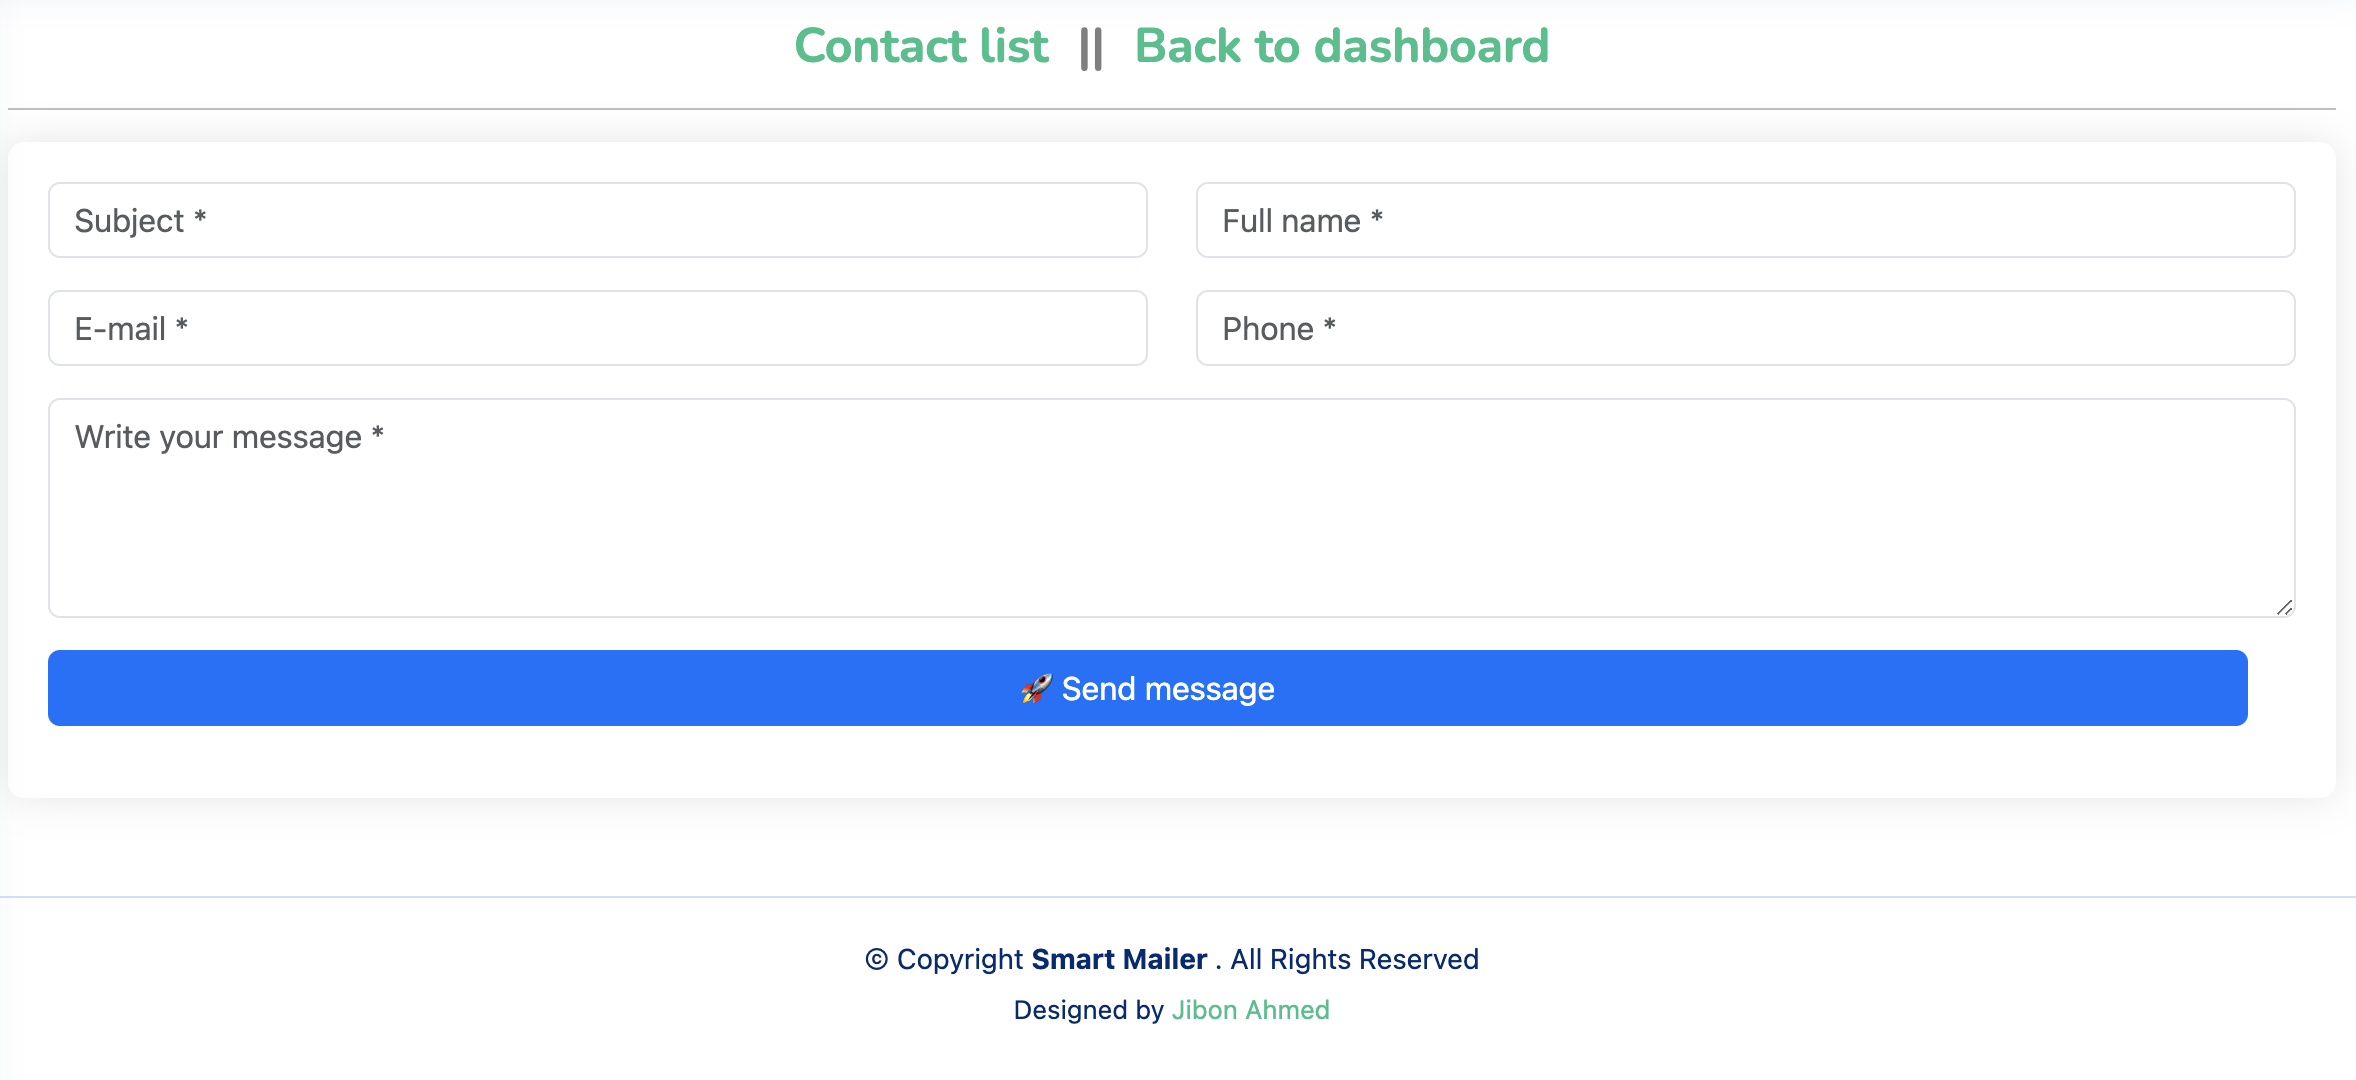 Contact list || Back to dashboard
Subject * Full name *
E-mail * Phone *
Write your message *
🚀 Send message
© Copyright Smart Mailer . All Rights Reserved
Designed by Jibon Ahmed